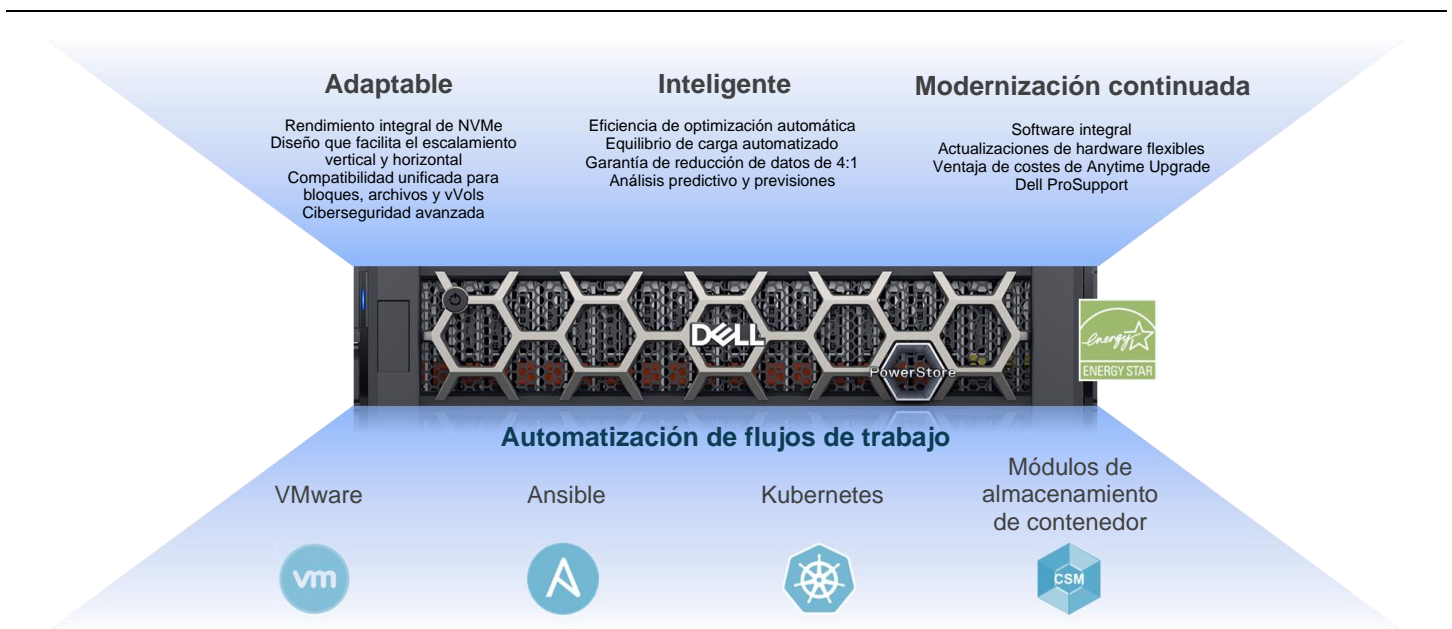 Adaptable
Rendimiento integral de NVMe
Diseño que facilita el escalamiento
vertical y horizontal
Compatibilidad unificada para
bloques, archivos y vVols
Ciberseguridad avanzada
Inteligente
Eficiencia de optimización automática
Equilibrio de carga automatizado
Garantía de reducción de datos de 4:1
Análisis predictivo y previsiones
Modernización continuada
Software integral
Actualizaciones de hardware flexibles
Ventaja de costes de Anytime Upgrade
Dell ProSupport
DELL
PowerStore
energy
ENERGY STAR
Automatización de flujos de trabajo
VMware
Ansible
Kubernetes
Módulos de
almacenamiento
de contenedor
vm
A
CSM